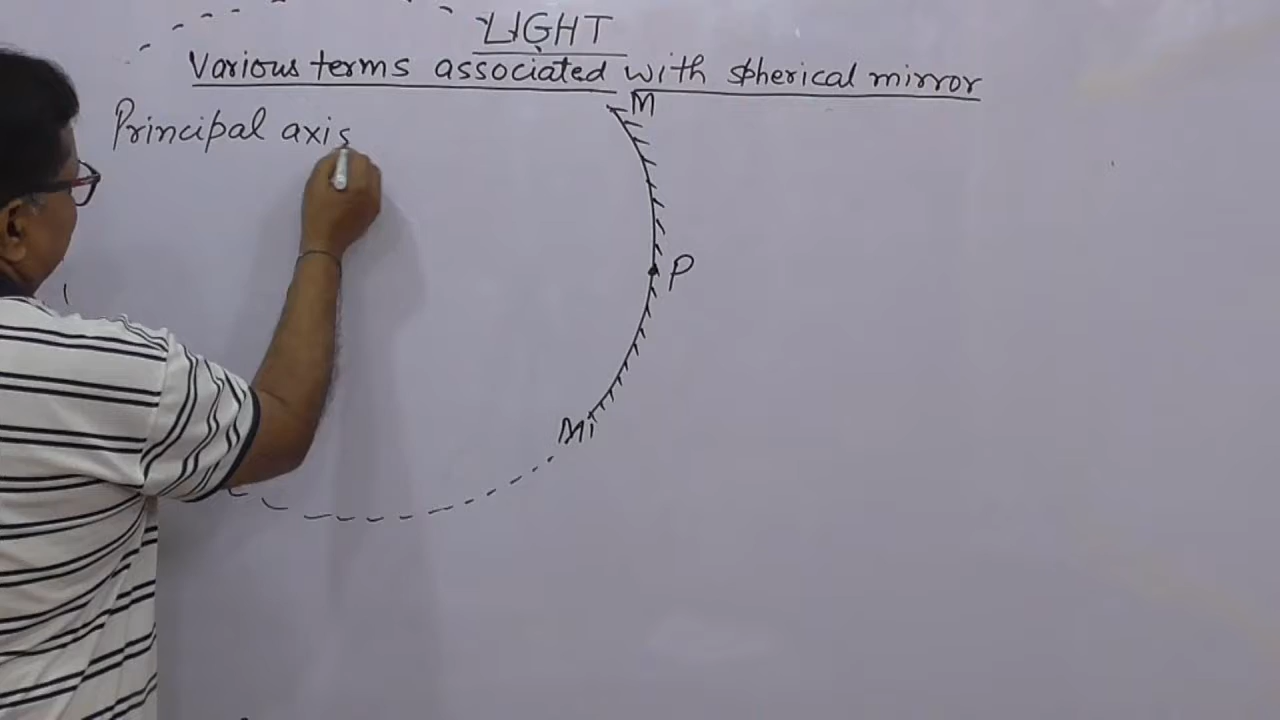 LIGHT
Various terms associated with spherical mirror
M
Principal axis
P
M₁